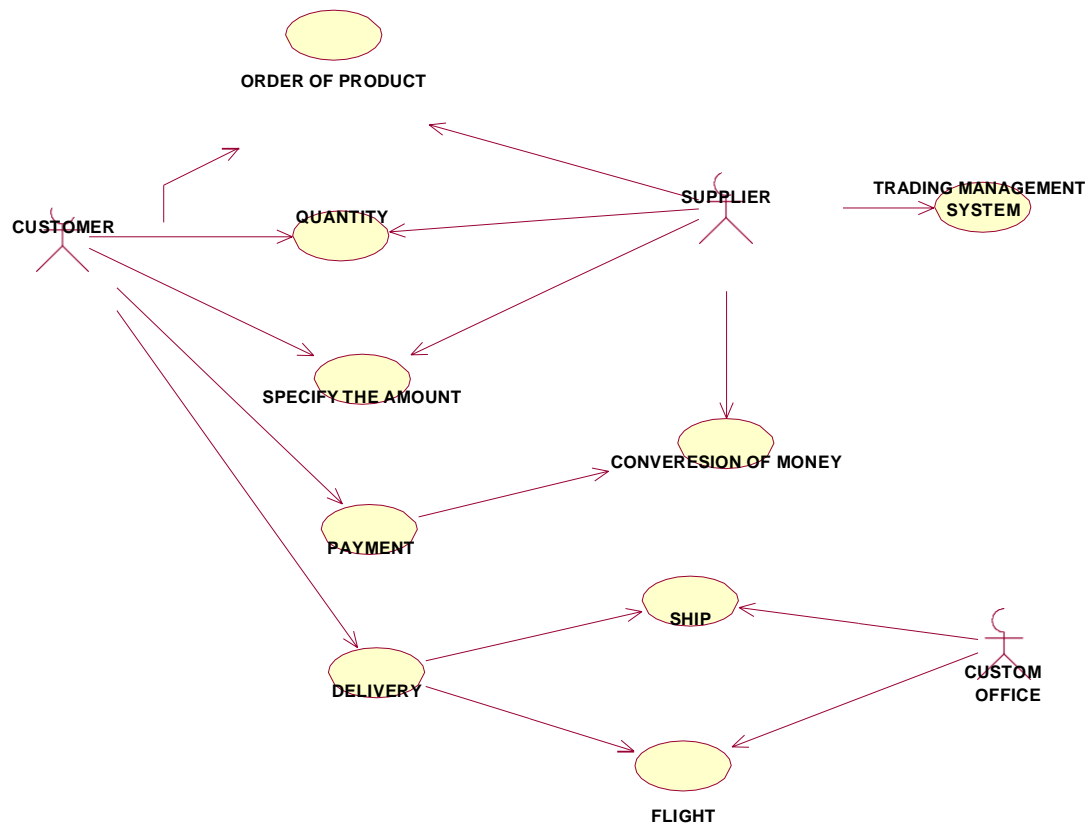 ORDER OF PRODUCT
TRADING MANAGEMENT
SYSTEM
SUPPLIER
QUANTITY
CUSTOMER
SPECIFY THE AMOUNT
CONVERESION OF MONEY
PAYMENT
SHIP
CUSTOM
OFFICE
DELIVERY
FLIGHT